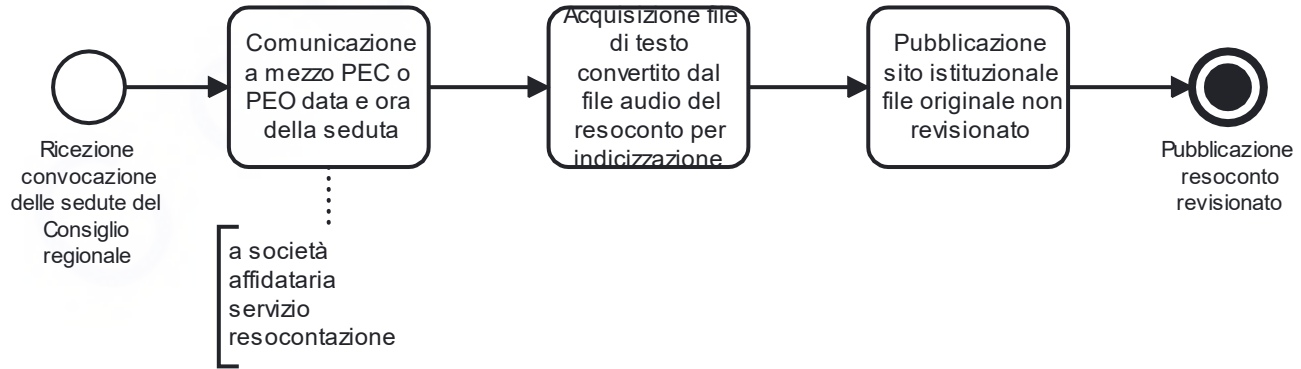 Ricezione
convocazione
delle sedute del
Consiglio
regionale
Comunicazione
a mezzo PEC o
PEO data e ora
della seduta
a società
affidataria
servizio
resocontazione
Acquisizione file
di testo
convertito dal
file audio del
resoconto per
indicizzazione
Pubblicazione
sito istituzionale
file originale non
revisionato
Pubblicazione
resoconto
revisionato